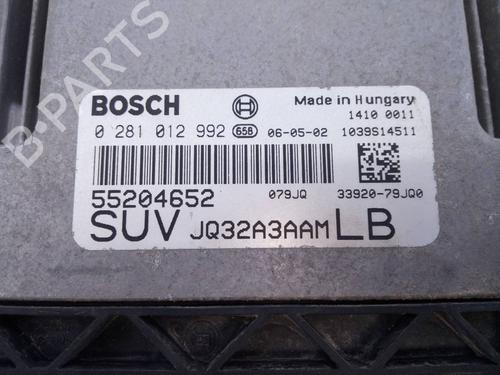 B-PARTS
BOSCH
Made in Hungary
1410 0011
0 281 012 992 65B 06-05-02 1039S14511
55204652
079JQ
33920-79JQ0
SUV JQ32A3AAM LB